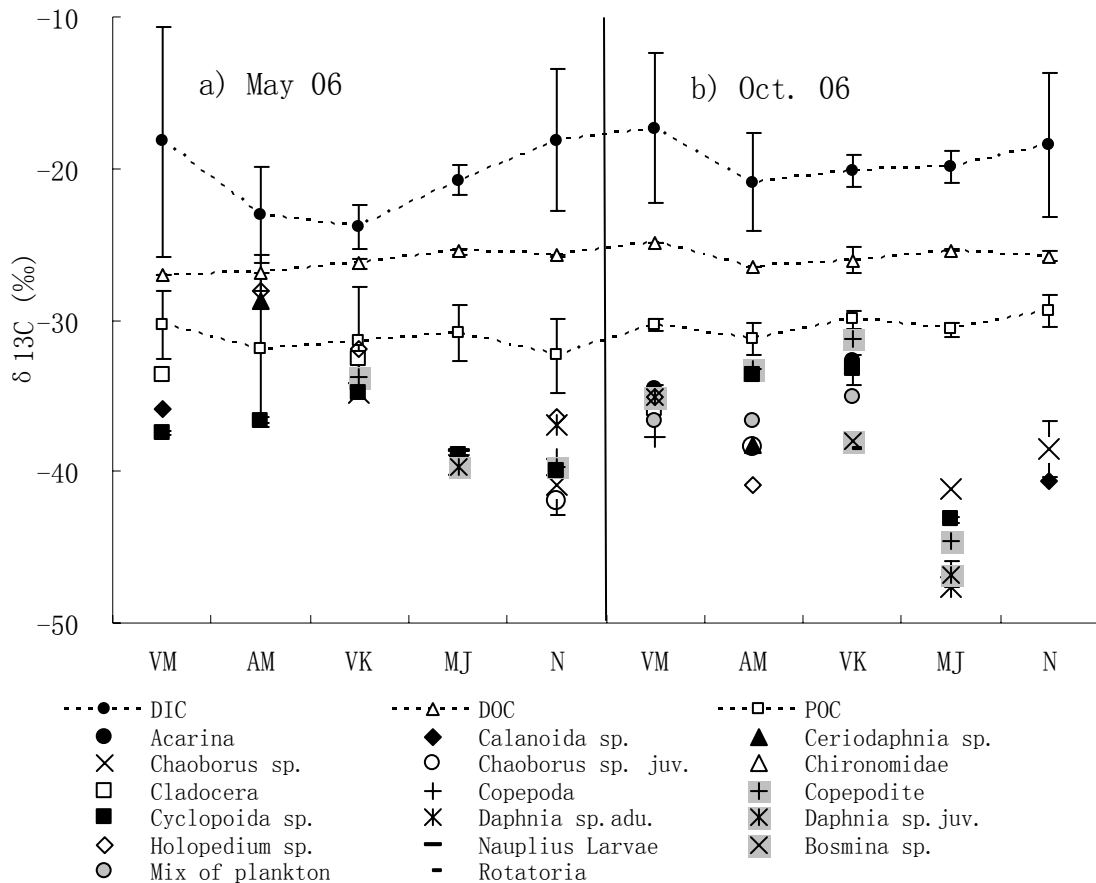 -10
a) May 06
b) Oct. 06
-20
δ 13C (‰)
-30
-40
-50
VM AM VK MJ N VM AM VK MJ N
DIC DOC POC
Acarina Calanoida sp. Ceriodaphnia sp.
Chaoborus sp. Chaoborus sp. juv. Chironomidae
Cladocera Copepoda Copepodite
Cyclopoida sp. Daphnia sp.adu. Daphnia sp.juv.
Holopedium sp. Nauplius Larvae Bosmina sp.
Mix of plankton Rotatoria